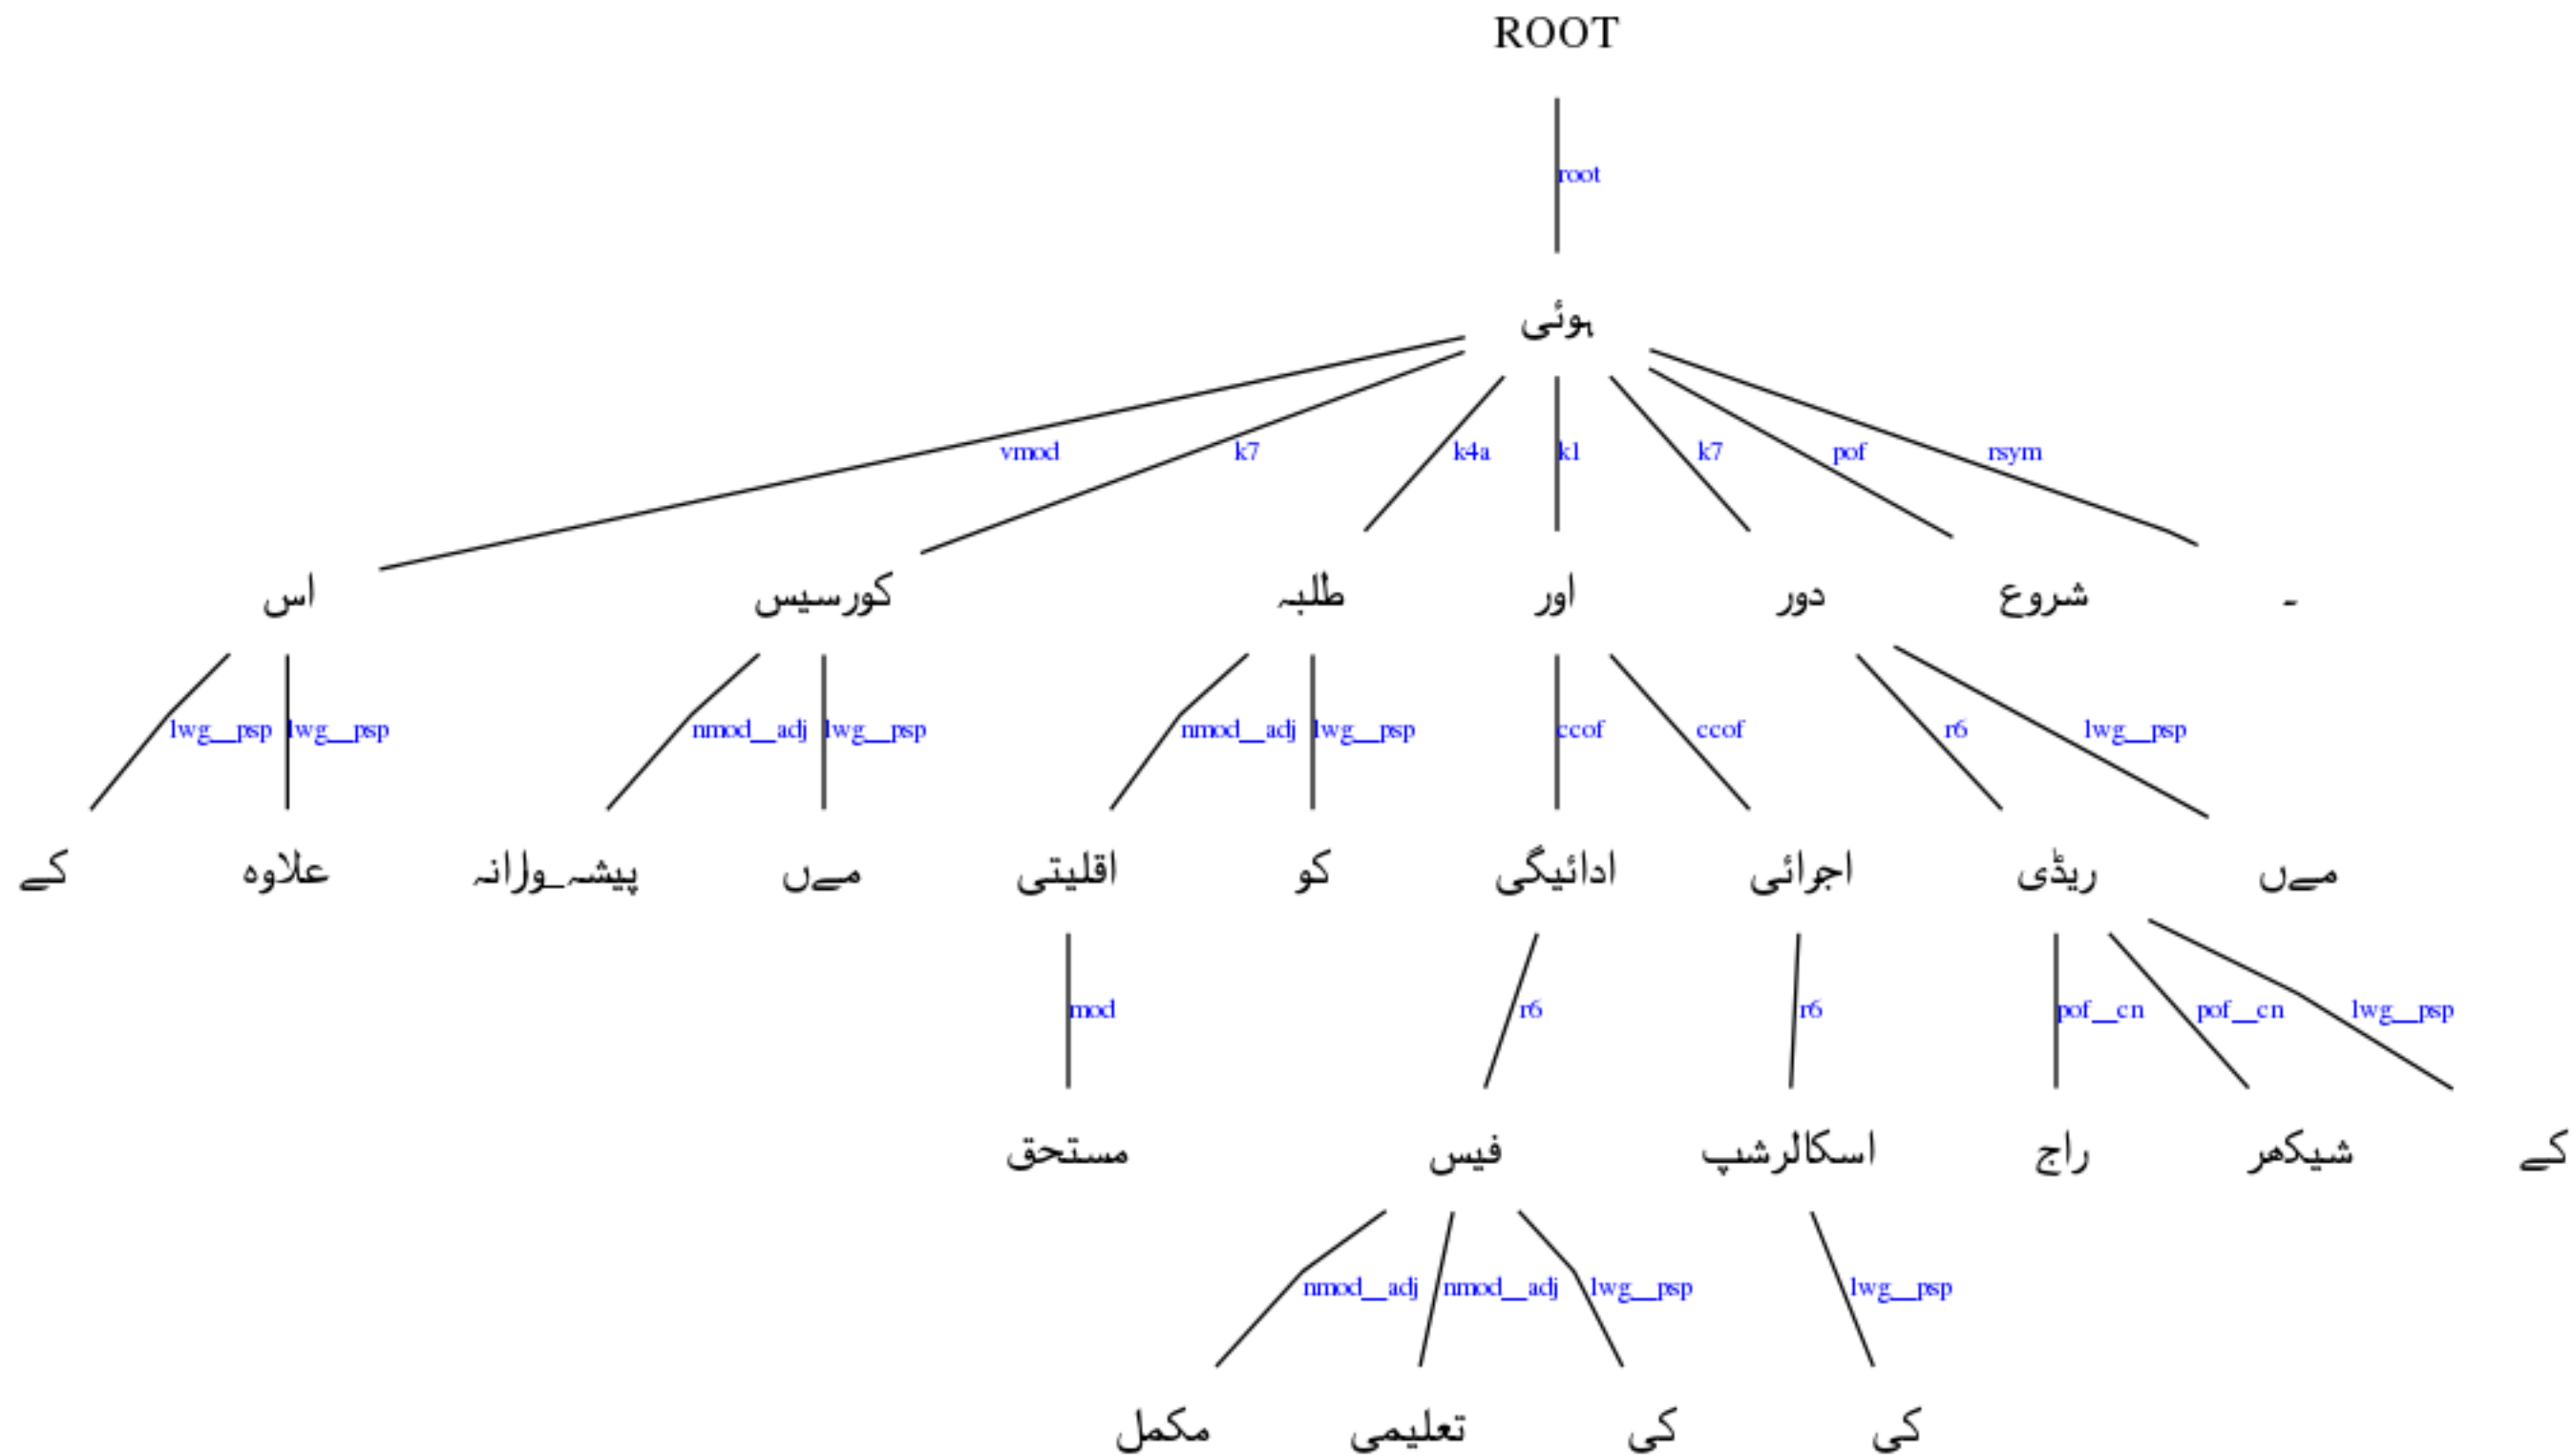 ROOT
root
ہوئی
vmod k7 k4a k1 k7 pof rsym
اس کورسیس طلبہ اور دور شروع ۔
lwg__psp lwg__psp nmod__adj lwg__psp nmod__adj lwg__psp ccof ccof r6 lwg__psp
کے علاوہ پیشہ_ورانہ مےں اقلیتی کو ادائیگی اجرائی ریڈی مےں
mod r6 r6 pof__cn pof__cn lwg__psp
مستحق فیس اسکالرشپ راج شیکھر کے
nmod__adj nmod__adj lwg__psp lwg__psp
مکمل تعلیمی کی کی